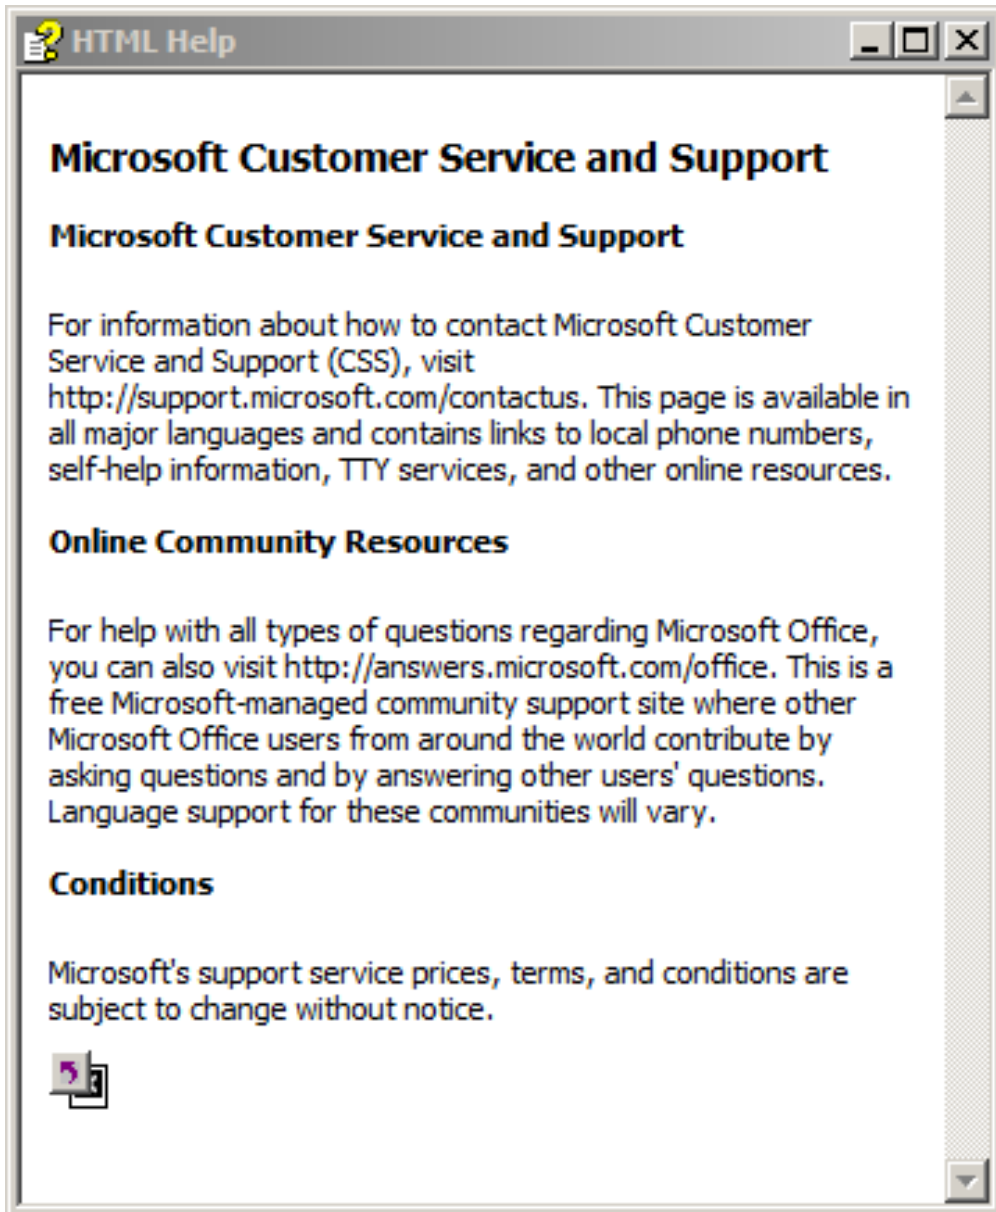 HTML Help
Microsoft Customer Service and Support
Microsoft Customer Service and Support
For information about how to contact Microsoft Customer
Service and Support (CSS), visit
http://support.microsoft.com/contactus. This page is available in
all major languages and contains links to local phone numbers,
self-help information, TTY services, and other online resources.
Online Community Resources
For help with all types of questions regarding Microsoft Office,
you can also visit http://answers.microsoft.com/office. This is a
free Microsoft-managed community support site where other
Microsoft Office users from around the world contribute by
asking questions and by answering other users' questions.
Language support for these communities will vary.
Conditions
Microsoft's support service prices, terms, and conditions are
subject to change without notice.